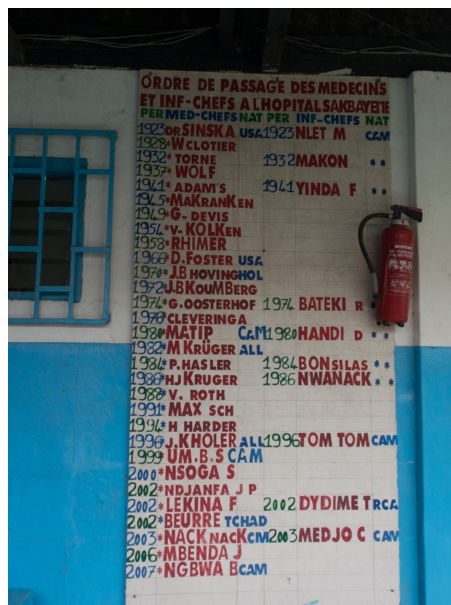 ORDRE DE PASSAGE DES MEDECINS
ET INF-CHEFS A L HOPITAL SAKBAYEME
PER MED-CHEFS NAT PER INF-CHEFS NAT
1923 DR SINSKA USA 1923 NLET M CAM
1928 " W CLOTIER
1932 " TORNE 1932 MAKON " "
1937 " WOLF
1941 " ADAM'S 1941 YINDA F " "
1945 " MAKRANKEN
1949 " G- DEVIS
1954 " V- KOLKEN
1958 " RHIMER
1966 " D. FOSTER USA
1970 " J.B HOVING HOL
1972 " J.B KOUMBERG
1974 " G. OOSTERHOF 1974 BATEKI R "
1976 " CLEVERINGA
1980 " MATIP CAM 1980 HANDI D " "
1982 " M KRÜGER ALL
1984 " P. HASLER 1984 BON SILAS " "
1986 " HJ KRUGER 1986 NWANACK " "
1988 " V. ROTH
1991 " MAX SCH
1994 " H HARDER
1996 " J. KHOLER ALL 1996 TOM TOM CAM
1999 " UM. B. S CAM
2000 " NSOGA S
2002 " NDJANFA J P
2002 " LEKINA F 2002 DYDIME T RCA
2002 " BEURRE TCHAD
2003 " NACK NACK CM 2003 MEDJO C CAM
2006 " MBENDA J
2007 " NGBWA B CAM